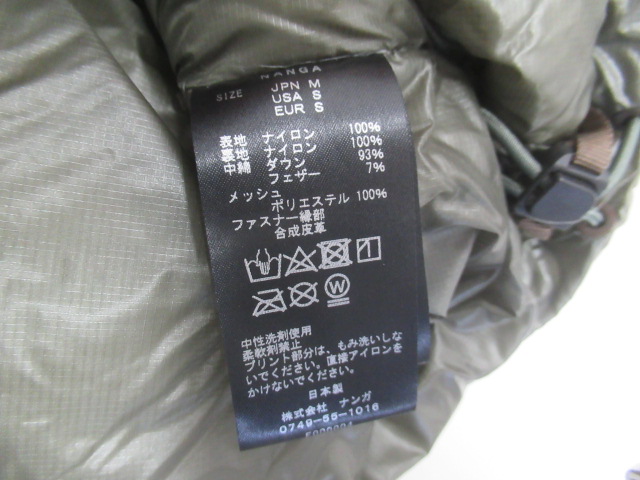 NANGA
SIZE JPN M
USA S
EUR S
表地 ナイロン 100%
裏地 ナイロン 100%
中綿 ダウン 93%
フェザー 7%
メッシュ
ポリエステル 100%
ファスナー縁部
合成皮革
W
中性洗剤使用
柔軟剤禁止
プリント部分は、もみ洗いしな
いでください。直接アイロンを
かけないでください。
日本製
株式会社 ナンガ
0749-56-1016